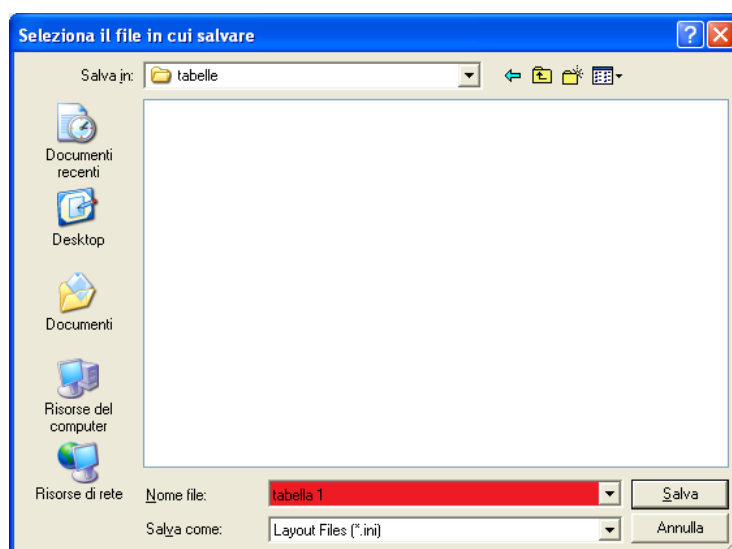 Seleziona il file in cui salvare
Salva in: tabelle
Documenti
recenti
Desktop
Documenti
Risorse del
computer
Risorse di rete
Nome file: tabella 1 Salva
Salva come: Layout Files (*.ini) Annulla